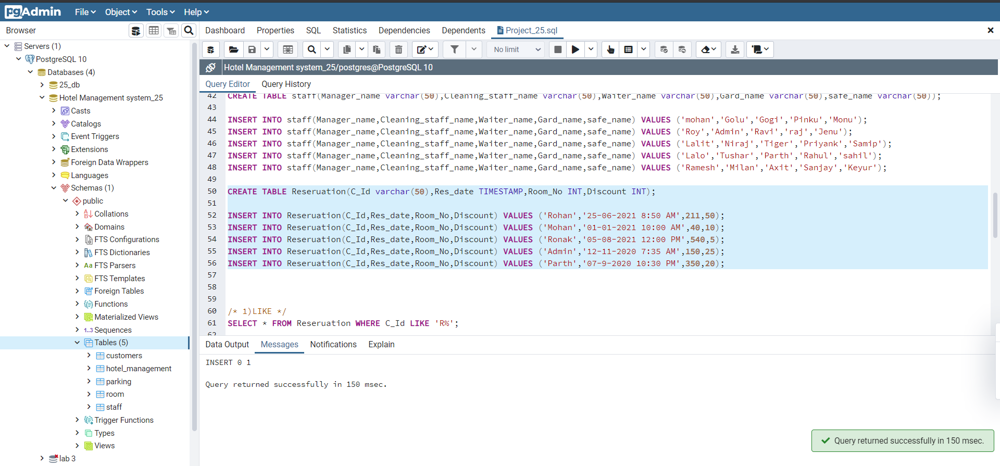 pgAdmin File Object Tools Help
Browser
Dashboard Properties SQL Statistics Dependencies Dependents Project_25.sql
No limit
Hotel Management system_25/postgres@PostgreSQL 10
Query Editor Query History
Servers (1)
PostgreSQL 10
Databases (4)
25_db
Hotel Management system_25
Casts
Catalogs
Event Triggers
Extensions
Foreign Data Wrappers
Languages
Schemas (1)
public
Collations
Domains
FTS Configurations
FTS Dictionaries
Aa FTS Parsers
FTS Templates
Foreign Tables
Functions
Materialized Views
1..3 Sequences
Tables (5)
customers
hotel_management
parking
room
staff
Trigger Functions
Types
Views
lab 3
42 CREATE TABLE staff(Manager_name varchar(50),Cleaning_staff_name varchar(50),Waiter_name varchar(50),Gard_name varchar(50),safe_name varchar(50));
43
44 INSERT INTO staff(Manager_name,Cleaning_staff_name,Waiter_name,Gard_name,safe_name) VALUES ('mohan','Golu','Gogi','Pinku','Monu');
45 INSERT INTO staff(Manager_name,Cleaning_staff_name,Waiter_name,Gard_name,safe_name) VALUES ('Roy','Admin','Ravi','raj','Jenu');
46 INSERT INTO staff(Manager_name,Cleaning_staff_name,Waiter_name,Gard_name,safe_name) VALUES ('Lalit','Niraj','Tiger','Priyank','Samip');
47 INSERT INTO staff(Manager_name,Cleaning_staff_name,Waiter_name,Gard_name,safe_name) VALUES ('Lalo','Tushar','Parth','Rahul','sahil');
48 INSERT INTO staff(Manager_name,Cleaning_staff_name,Waiter_name,Gard_name,safe_name) VALUES ('Ramesh','Milan','Axit','Sanjay','Keyur');
49
50 CREATE TABLE Reseruation(C_Id varchar(50),Res_date TIMESTAMP,Room_No INT,Discount INT);
51
52 INSERT INTO Reseruation(C_Id,Res_date,Room_No,Discount) VALUES ('Rohan','25-06-2021 8:50 AM',211,50);
53 INSERT INTO Reseruation(C_Id,Res_date,Room_No,Discount) VALUES ('Mohan','01-01-2021 10:00 AM',40,10);
54 INSERT INTO Reseruation(C_Id,Res_date,Room_No,Discount) VALUES ('Ronak','05-08-2021 12:00 PM',540,5);
55 INSERT INTO Reseruation(C_Id,Res_date,Room_No,Discount) VALUES ('Admin','12-11-2020 7:35 AM',150,25);
56 INSERT INTO Reseruation(C_Id,Res_date,Room_No,Discount) VALUES ('Parth','07-9-2020 10:30 PM',350,20);
57
58
59
60 /* 1)LIKE */
61 SELECT * FROM Reseruation WHERE C_Id LIKE 'R%';
62
Data Output Messages Notifications Explain
INSERT 0 1
Query returned successfully in 150 msec.
Query returned successfully in 150 msec.